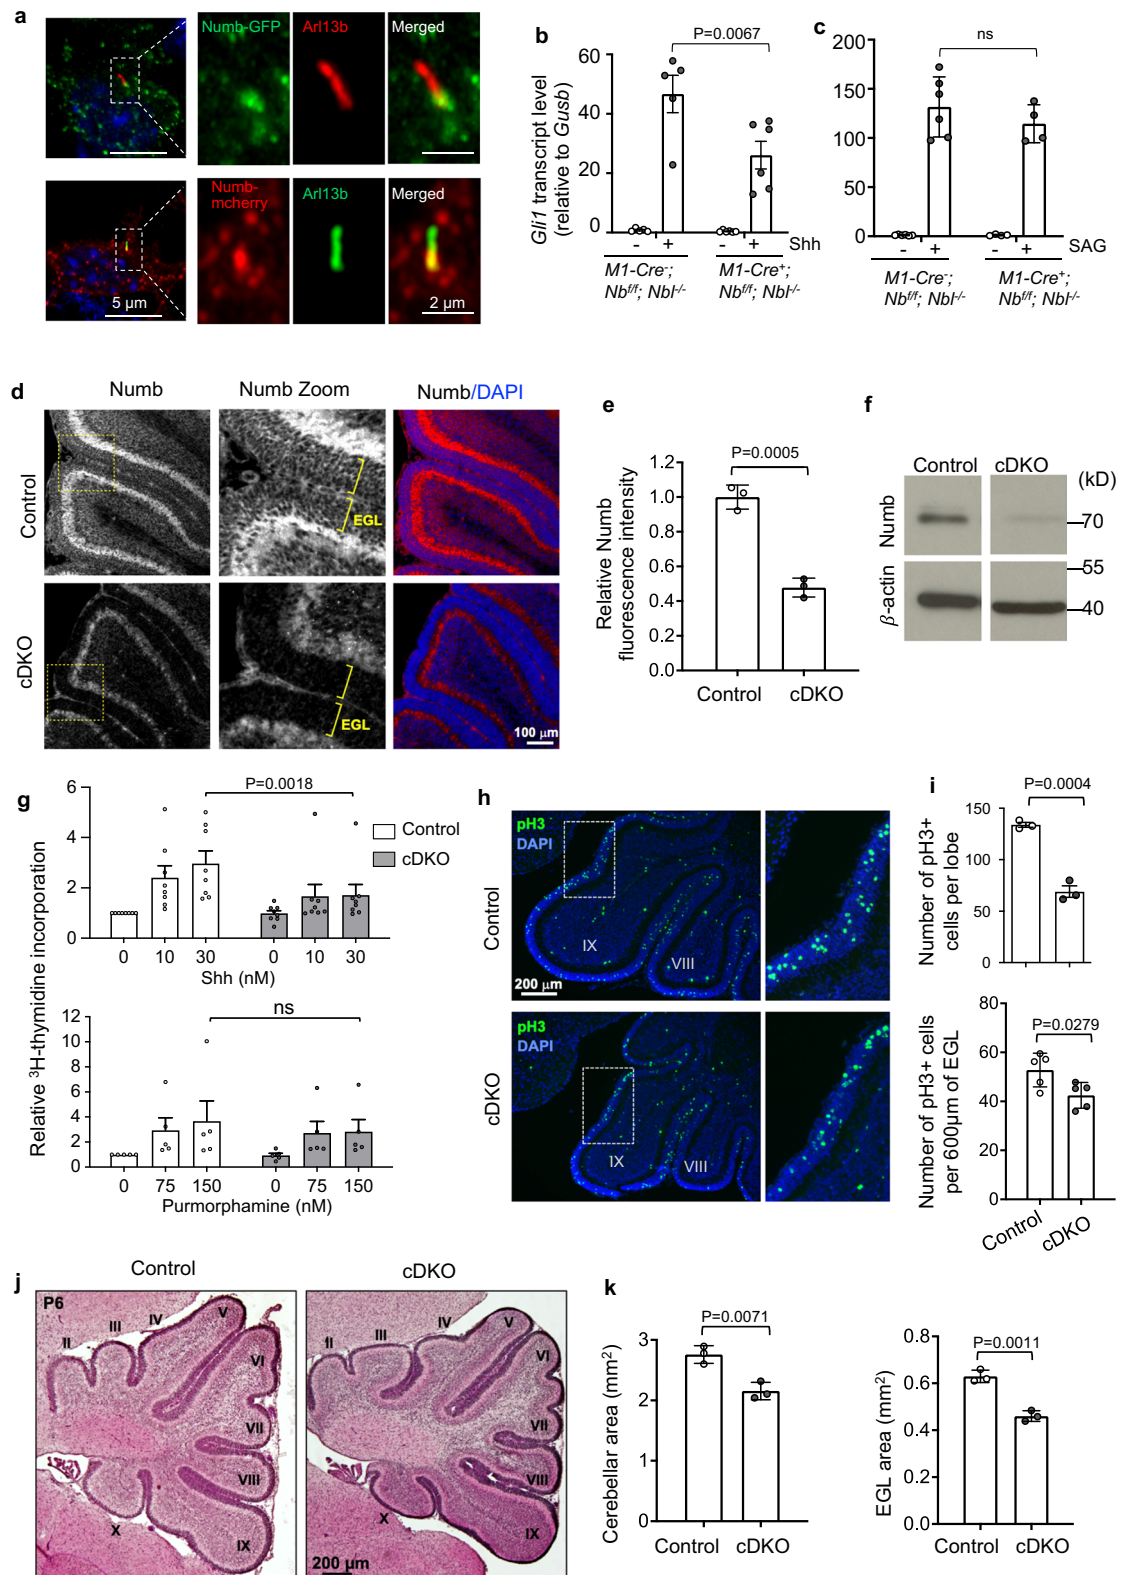 a
Numb-GFP
Arl13b
Merged
Numb-
mcherry
Arl13b
Merged
5 µm
2 µm
b
P=0.0067
Gli1 transcript level
(relative to Gusb)
60
40
20
0
- + - + Shh
M1-Cre-;
Nbf/f; Nbl-/-
M1-Cre+;
Nbf/f; Nbl-/-
c
ns
200
150
100
50
0
- + - + SAG
M1-Cre-;
Nbf/f; Nbl-/-
M1-Cre+;
Nbf/f; Nbl-/-
d
Numb
Numb Zoom
Numb/DAPI
Control
EGL
cDKO
EGL
100 µm
e
P=0.0005
Relative Numb
fluorescence intensity
1.2
1.0
0.8
0.6
0.4
0.2
0.0
Control
cDKO
f
Control
cDKO
(kD)
Numb
70
55
β-actin
40
g
P=0.0018
Relative 3H-thymidine incorporation
6
4
2
0
Control
cDKO
0 10 30 0 10 30
Shh (nM)
ns
12
10
8
6
4
2
0
0 75 150 0 75 150
Purmorphamine (nM)
h
Control
pH3
DAPI
IX
VIII
200 µm
cDKO
pH3
DAPI
IX
VIII
i
P=0.0004
Number of pH3+
cells per lobe
150
100
50
0
P=0.0279
Number of pH3+ cells
per 600µm of EGL
80
60
40
20
0
Control
cDKO
j
Control
cDKO
P6
II
III
IV
V
VI
VII
VIII
IX
X
II
III
IV
V
VI
VII
VIII
IX
X
200 µm
k
P=0.0071
Cerebellar area (mm2)
3
2
1
0
Control
cDKO
P=0.0011
EGL area (mm2)
0.8
0.6
0.4
0.2
0.0
Control
cDKO